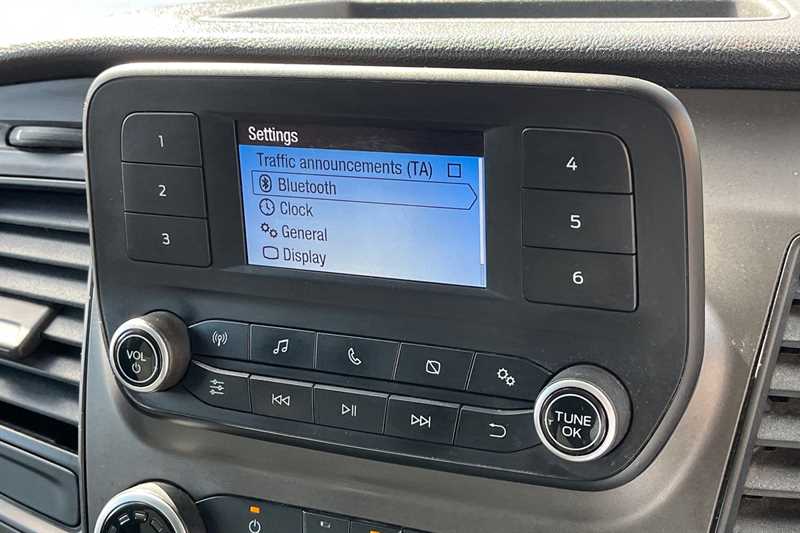 Settings
Traffic announcements (TA)
Bluetooth
Clock
General
Display
1
2
3
4
5
6
VOL
TUNE
OK